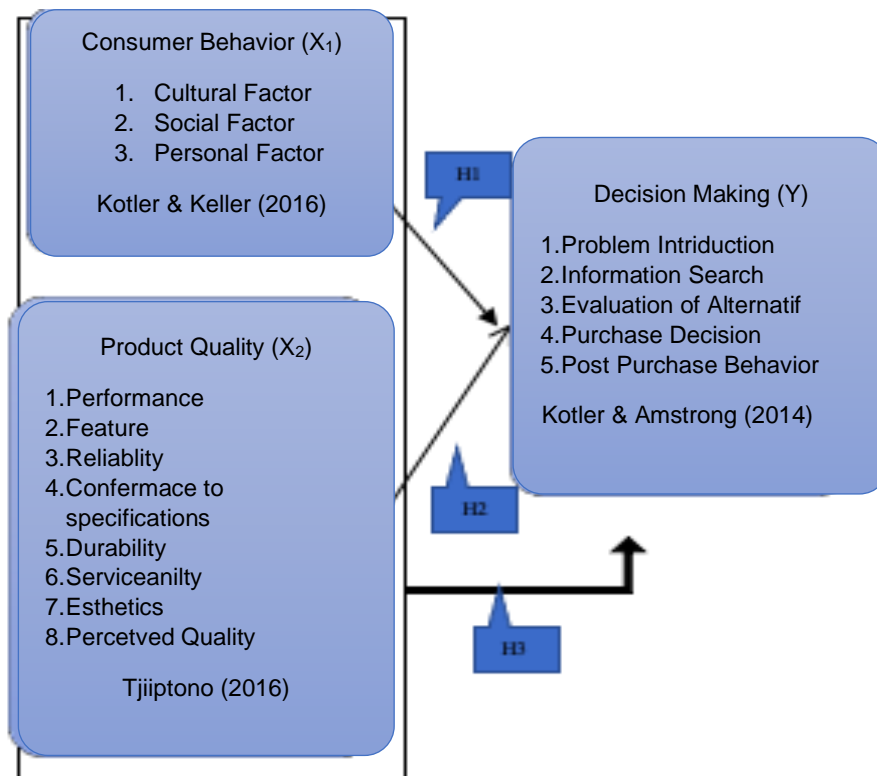 Consumer Behavior (X₁)
1. Cultural Factor
2. Social Factor
3. Personal Factor
Kotler & Keller (2016)
Product Quality (X₂)
1.Performance
2.Feature
3.Reliablity
4.Confermace to
specifications
5.Durability
6.Serviceanilty
7.Esthetics
8.Percetved Quality
Tjiiptono (2016)
H1
H2
H3
Decision Making (Y)
1.Problem Intriduction
2.Information Search
3.Evaluation of Alternatif
4.Purchase Decision
5.Post Purchase Behavior
Kotler & Amstrong (2014)